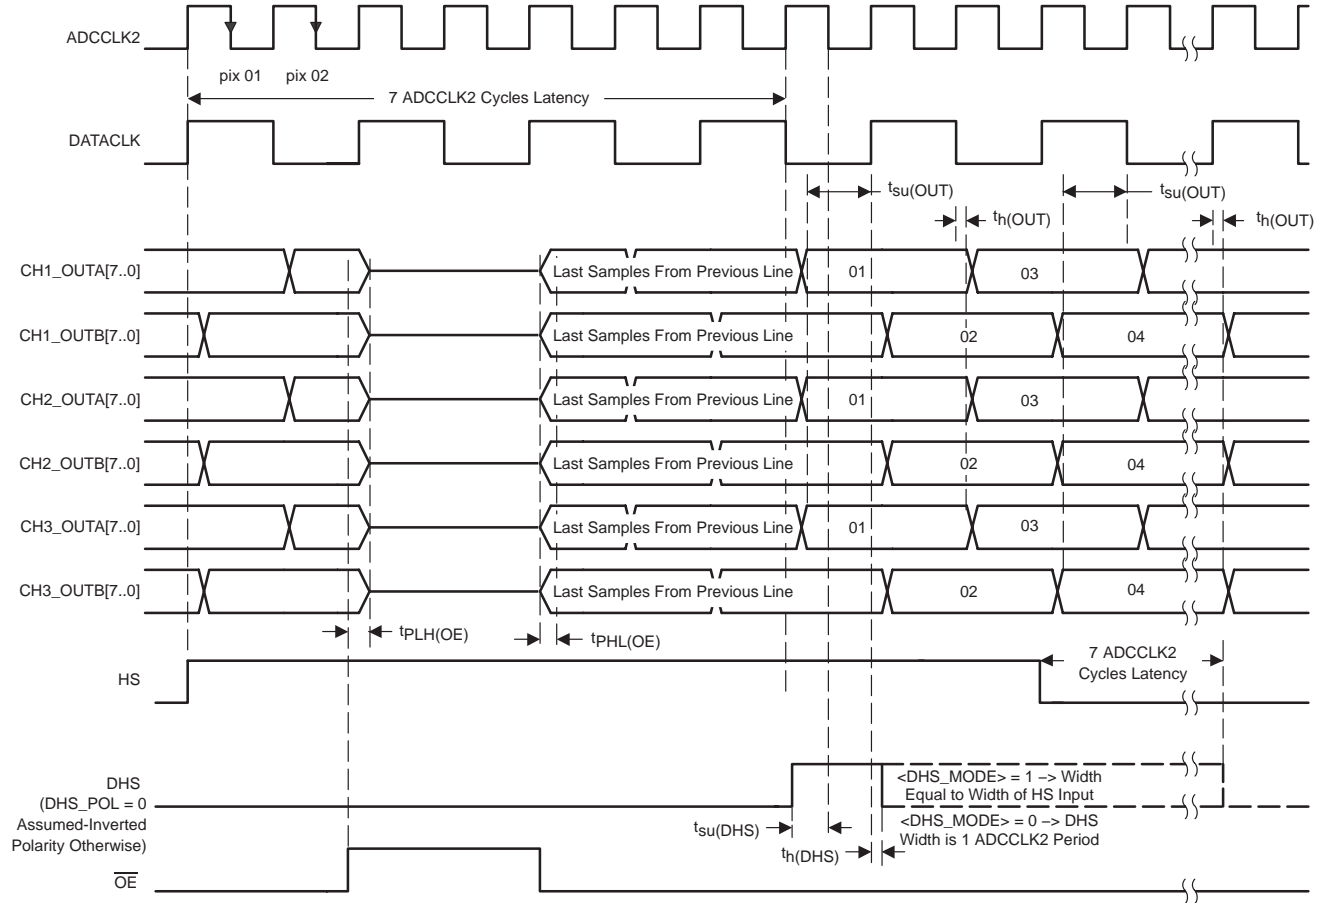 ADCCLK2
pix 01 pix 02
7 ADCCLK2 Cycles Latency
DATACLK
tsu(OUT) tsu(OUT)
th(OUT) th(OUT)
CH1_OUTA[7..0] Last Samples From Previous Line 01 03
CH1_OUTB[7..0] Last Samples From Previous Line 02 04
CH2_OUTA[7..0] Last Samples From Previous Line 01 03
CH2_OUTB[7..0] Last Samples From Previous Line 02 04
CH3_OUTA[7..0] Last Samples From Previous Line 01 03
CH3_OUTB[7..0] Last Samples From Previous Line 02 04
tPLH(OE) tPHL(OE)
7 ADCCLK2
Cycles Latency
HS
DHS
(DHS_POL = 0
Assumed-Inverted
Polarity Otherwise)
<DHS_MODE> = 1 –> Width
Equal to Width of HS Input
<DHS_MODE> = 0 –> DHS
Width is 1 ADCCLK2 Period
tsu(DHS)
th(DHS)
OE